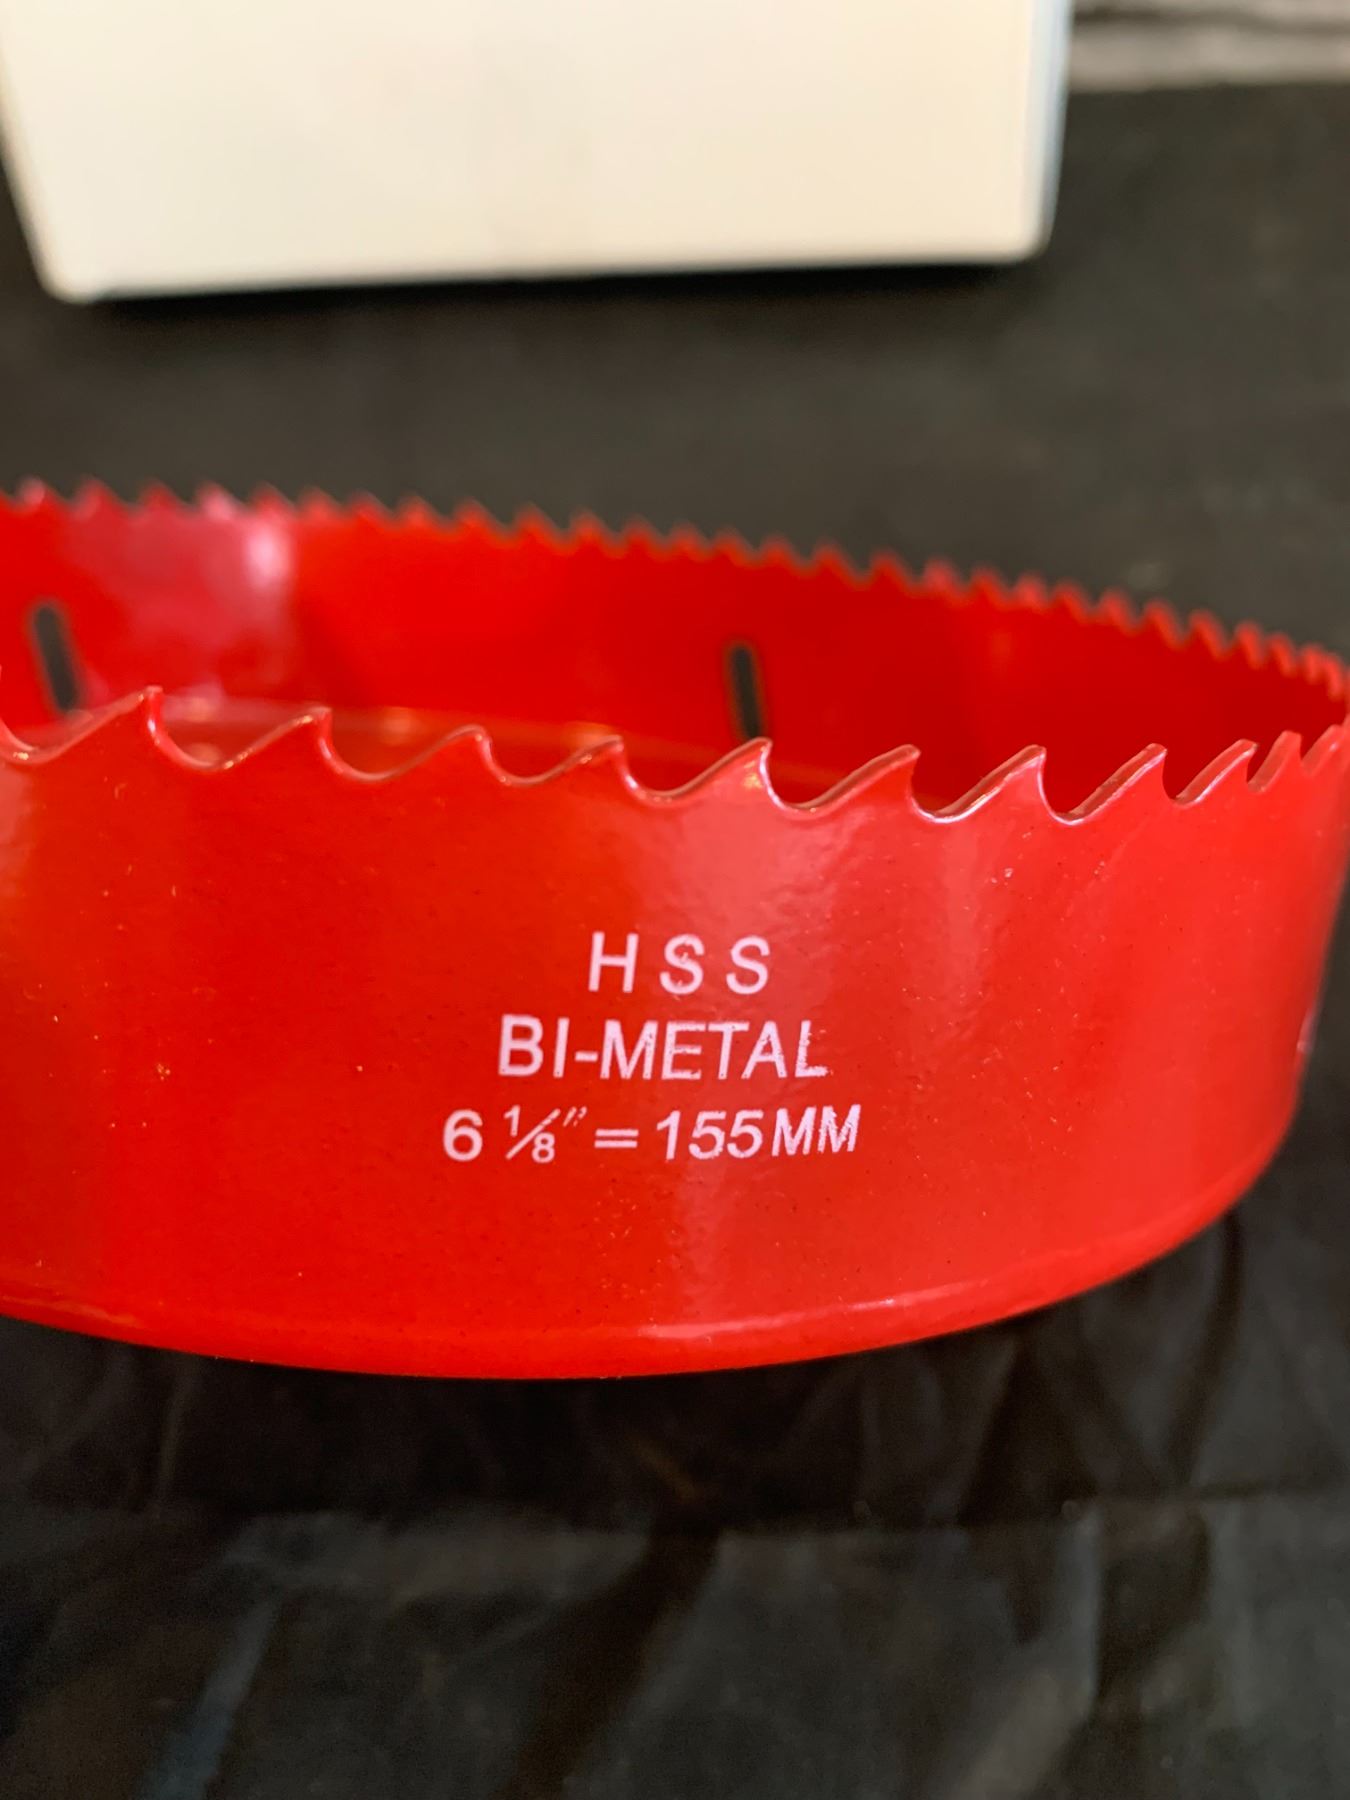 HSS
BI-METAL
6 1/8" = 155MM